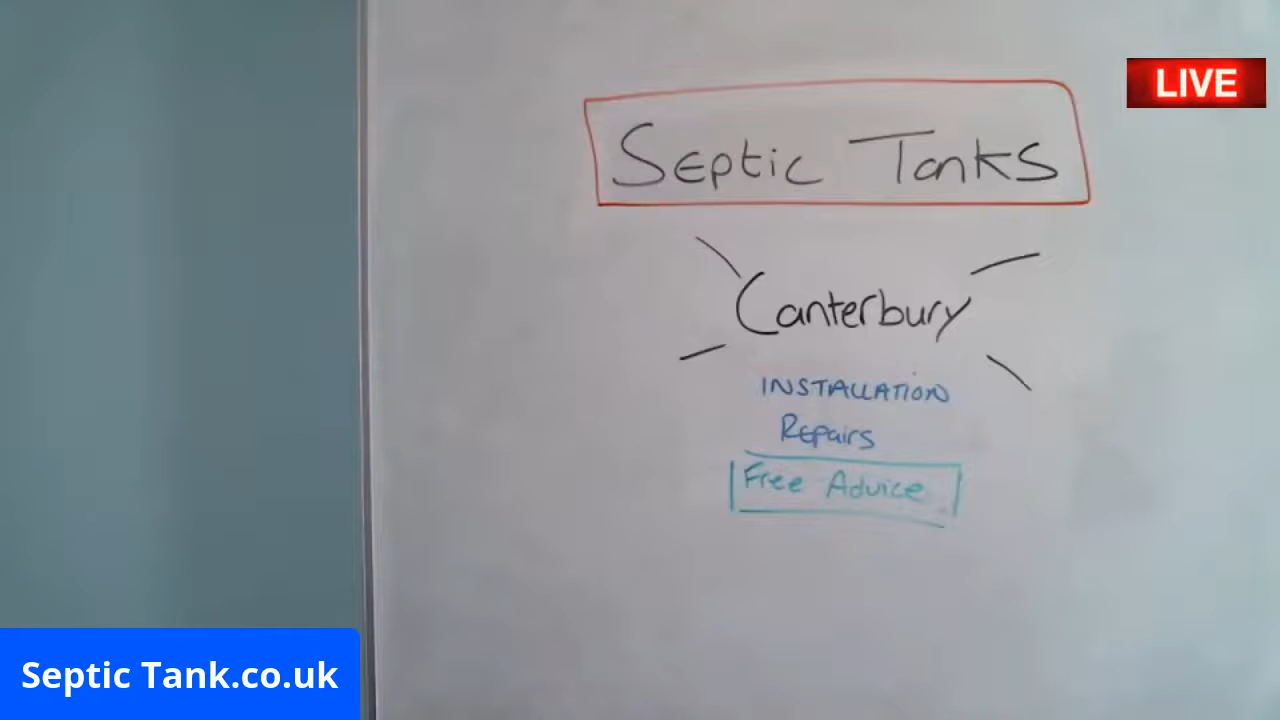 LIVE
Septic Tanks
Canterbury
INSTALLATION
Repairs
Free Advice
Septic Tank.co.uk